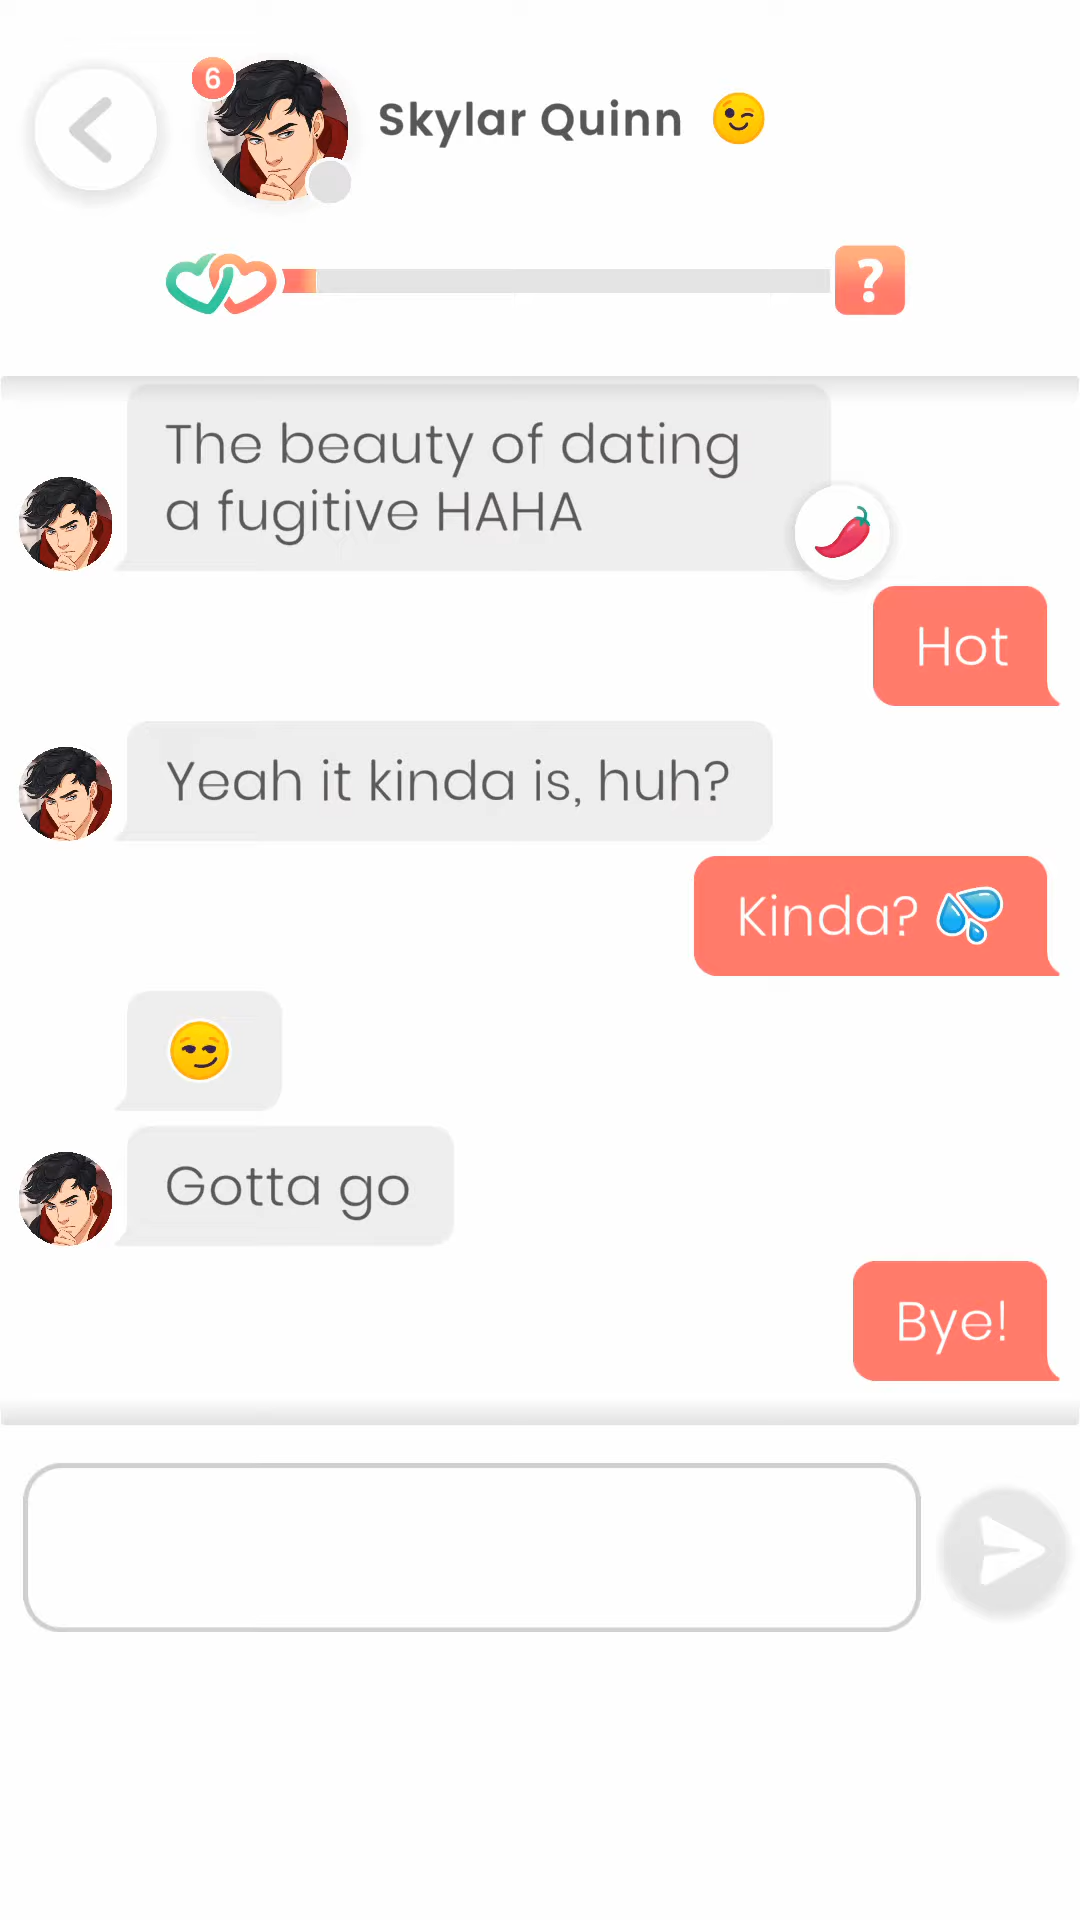 6
Skylar Quinn 😉
?
The beauty of dating
a fugitive HAHA
🌶️
Hot
Yeah it kinda is, huh?
Kinda? 💦
😏
Gotta go
Bye!